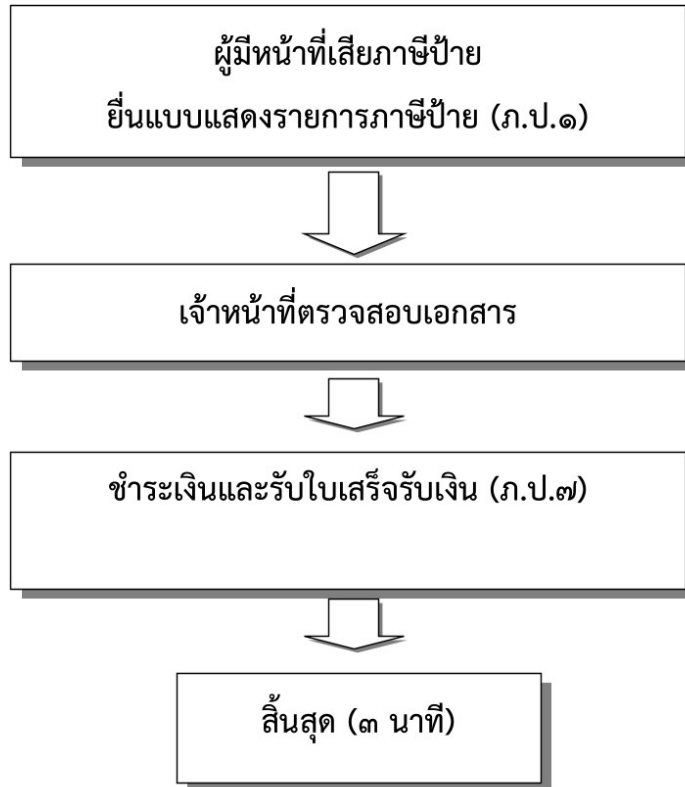 ผู้มีหน้าที่เสียภาษีป้าย
ยื่นแบบแสดงรายการภาษีป้าย (ภ.ป.๑)
เจ้าหน้าที่ตรวจสอบเอกสาร
ชำระเงินและรับใบเสร็จรับเงิน (ภ.ป.๗)
สิ้นสุด (๓ นาที)